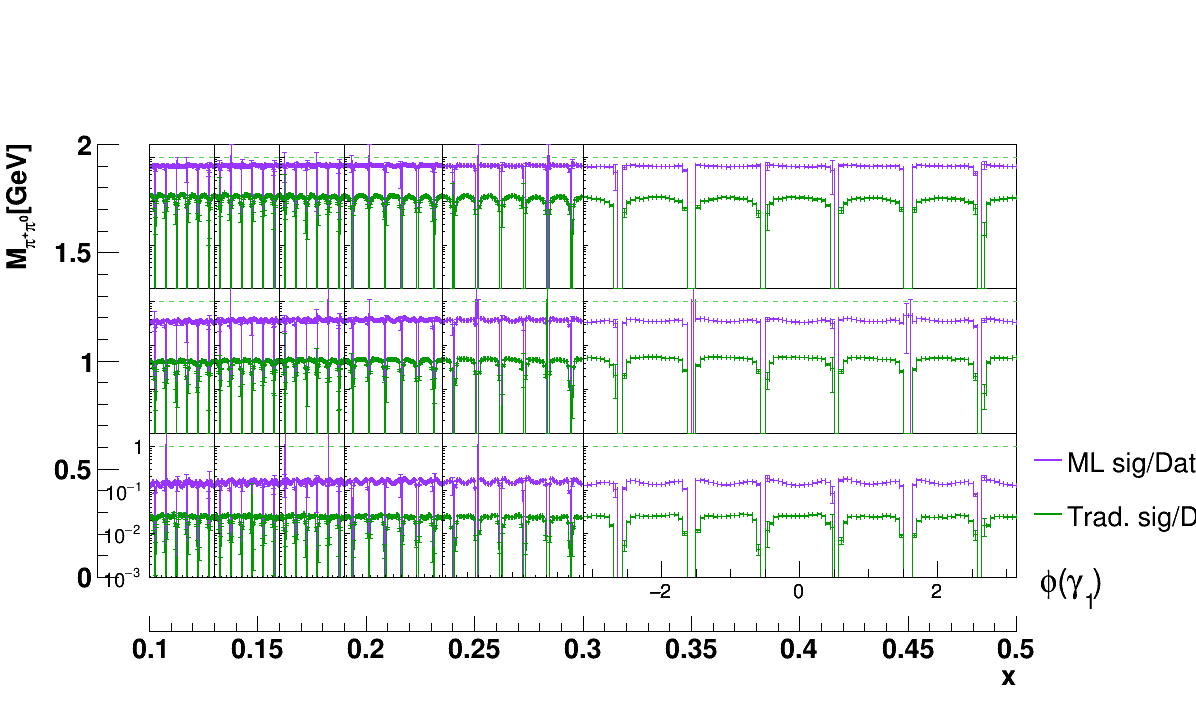 M π⁺π⁰ [GeV]
2
1.5
1
0.5
0
1
10⁻¹
10⁻²
10⁻³
ML sig/Dat
Trad. sig/D
−2 0 2
ϕ(γ₁)
0.1 0.15 0.2 0.25 0.3 0.35 0.4 0.45 0.5
x